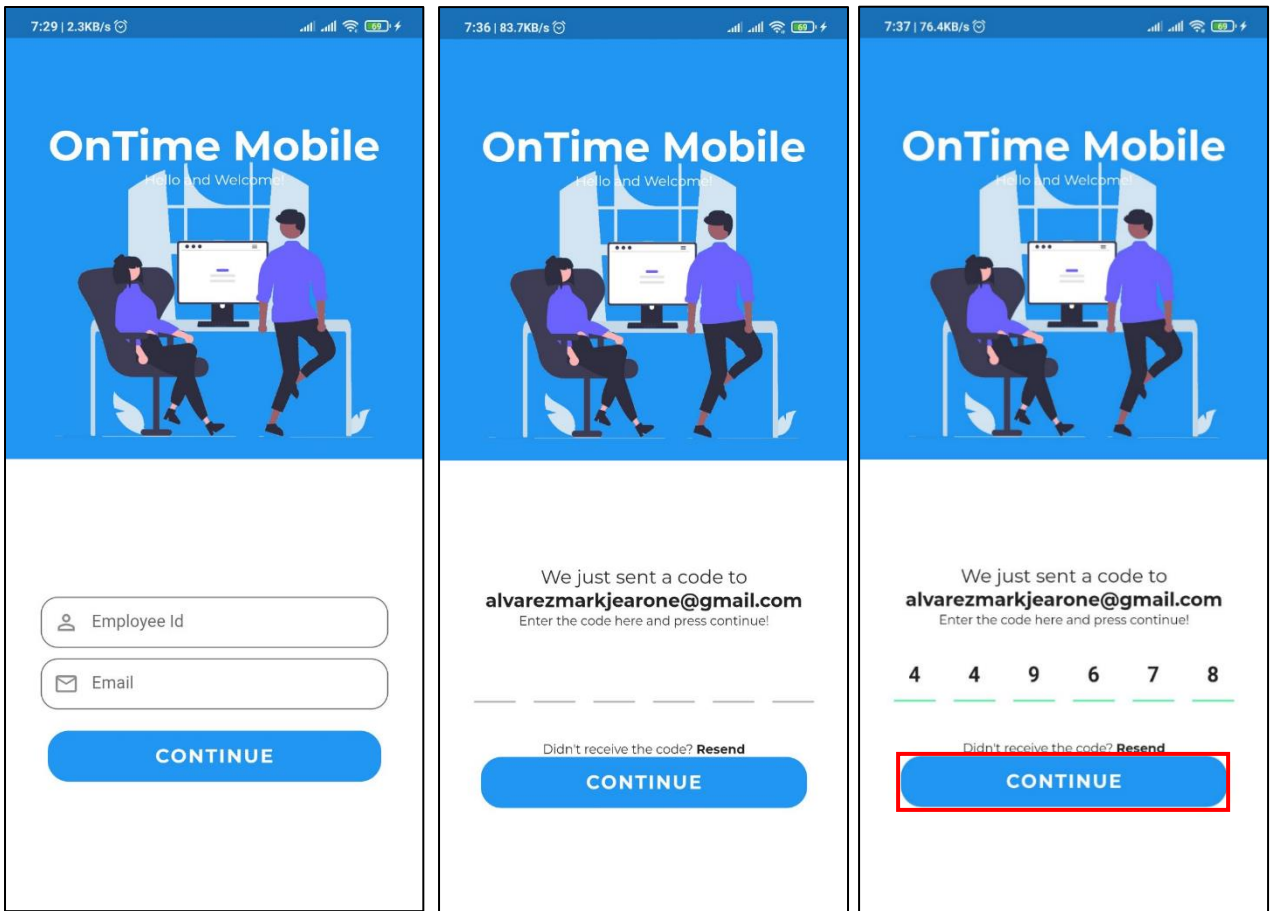 7:29 | 2.3KB/s
69
OnTime Mobile
Hello and Welcome!
Employee Id
Email
CONTINUE
7:36 | 83.7KB/s
69
OnTime Mobile
Hello and Welcome!
We just sent a code to
alvarezmarkjearone@gmail.com
Enter the code here and press continue!
Didn't receive the code? Resend
CONTINUE
7:37 | 76.4KB/s
69
OnTime Mobile
Hello and Welcome!
We just sent a code to
alvarezmarkjearone@gmail.com
Enter the code here and press continue!
4 4 9 6 7 8
Didn't receive the code? Resend
CONTINUE